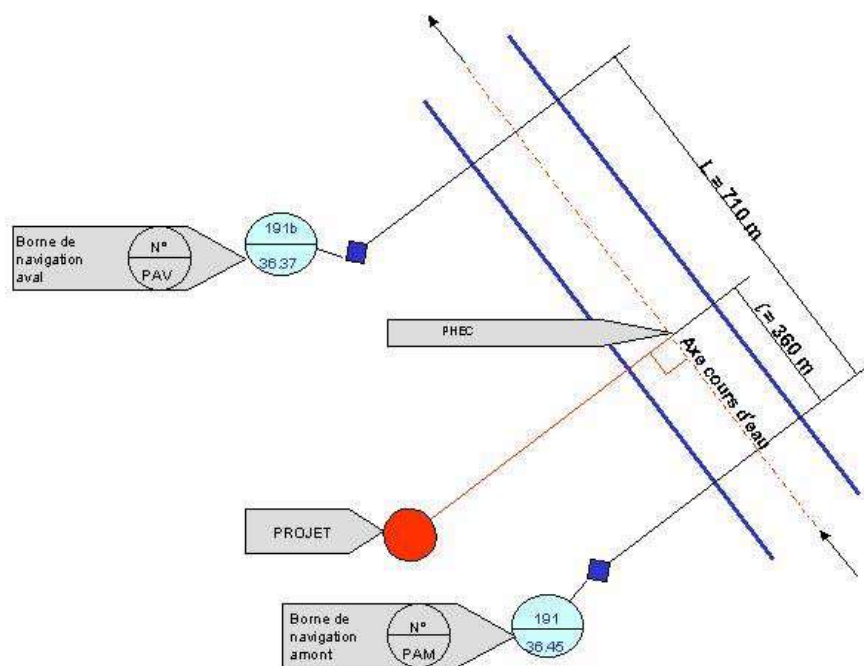 L = 710 m
191b
36.37
Borne de
navigation
aval
N°
PAV
PHEC
ℓ = 360 m
Axe cours d'eau
PROJET
191
36.45
Borne de
navigation
amont
N°
PAM